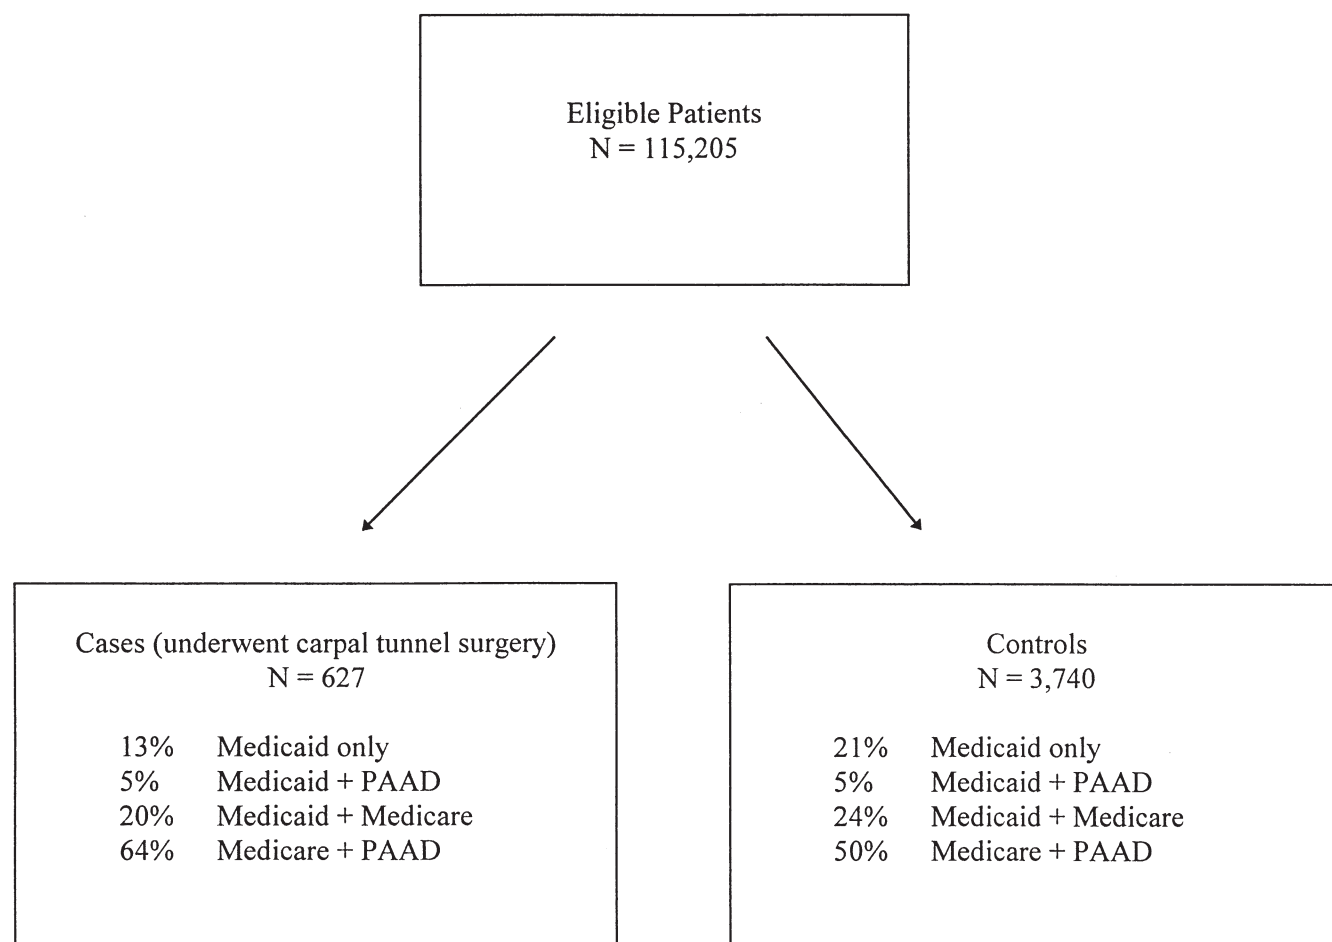 Eligible Patients
N = 115,205
Cases (underwent carpal tunnel surgery)
N = 627
13% Medicaid only
5% Medicaid + PAAD
20% Medicaid + Medicare
64% Medicare + PAAD
Controls
N = 3,740
21% Medicaid only
5% Medicaid + PAAD
24% Medicaid + Medicare
50% Medicare + PAAD